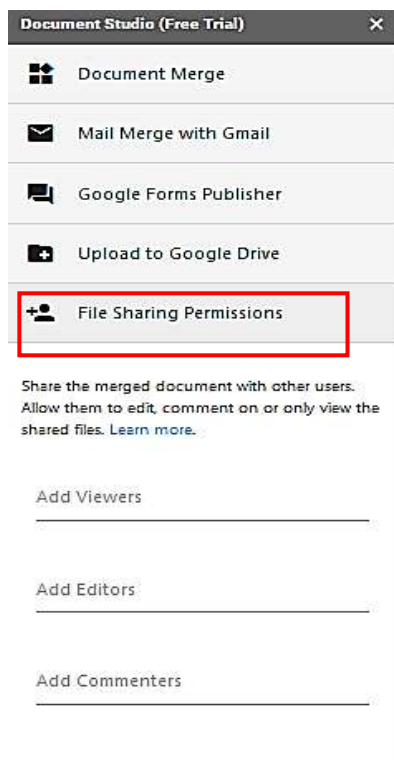 Document Studio (Free Trial) ×
Document Merge
Mail Merge with Gmail
Google Forms Publisher
Upload to Google Drive
File Sharing Permissions
Share the merged document with other users.
Allow them to edit, comment on or only view the
shared files. Learn more.
Add Viewers
Add Editors
Add Commenters